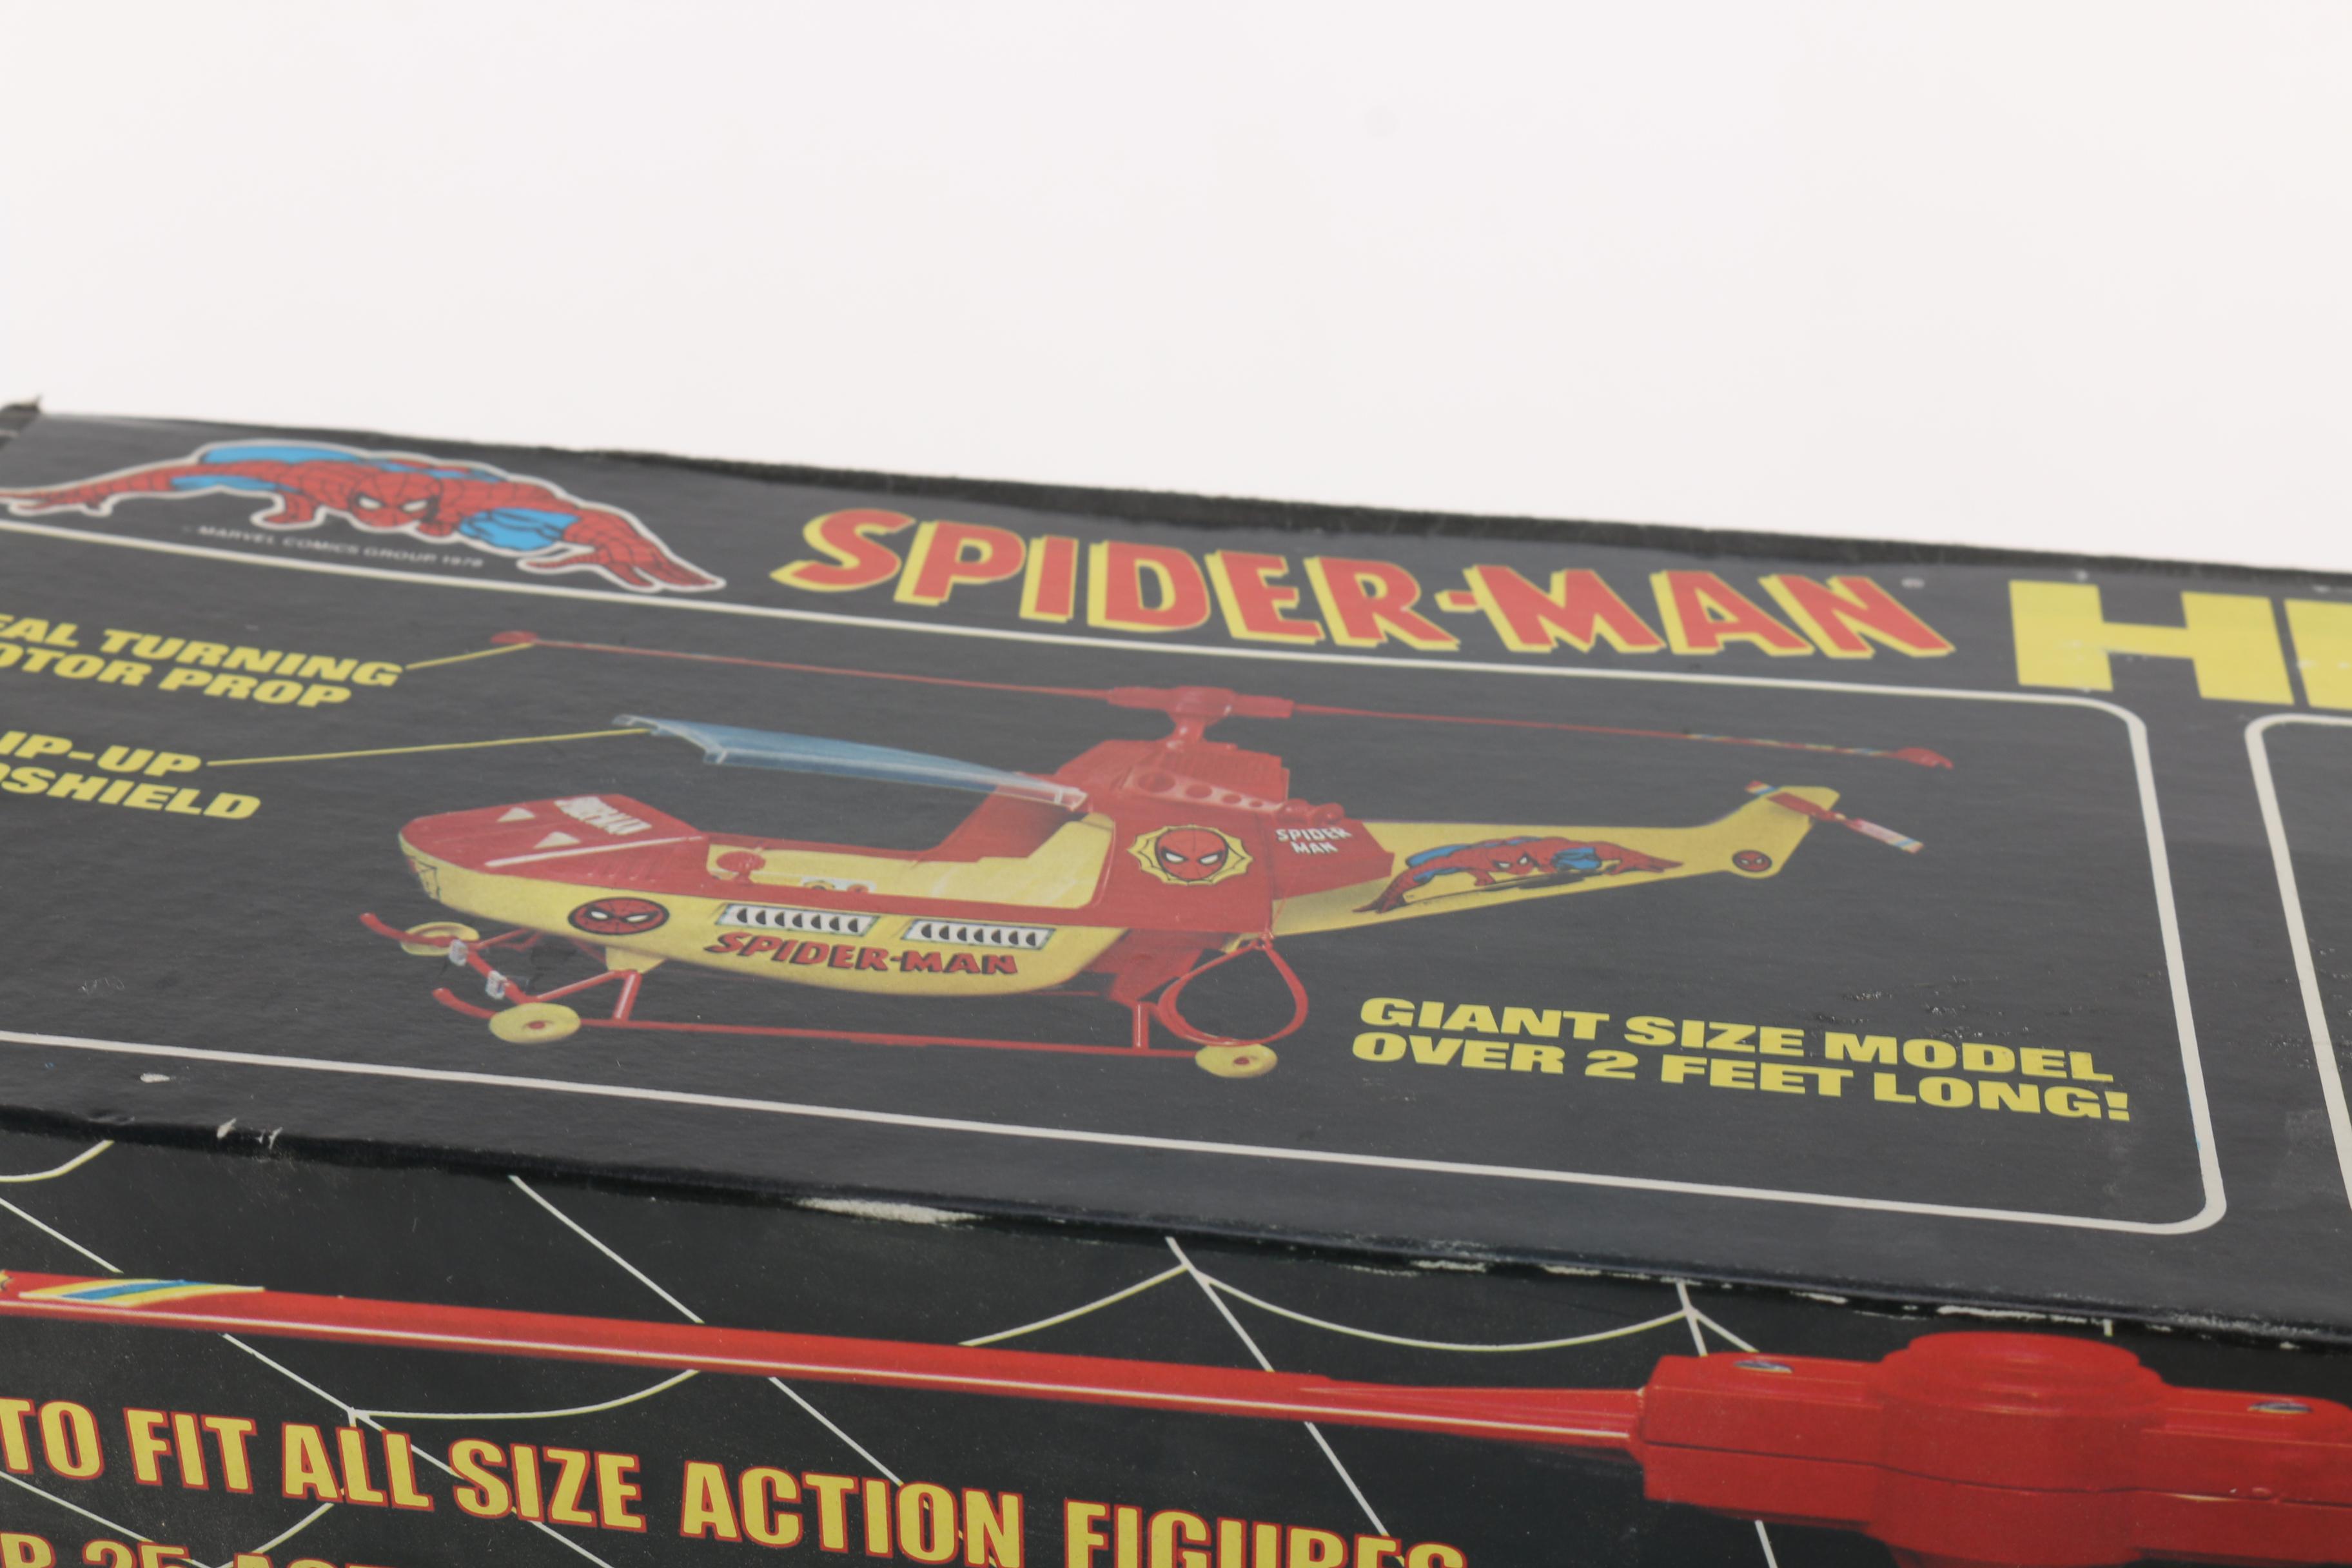 MARVEL COMICS GROUP 1978
SPIDER-MAN HE
EAL TURNING
OTOR PROP
IP-UP
DSHIELD
SPIDER
MAN
SPIDER-MAN
GIANT SIZE MODEL
OVER 2 FEET LONG!
TO FIT ALL SIZE ACTION FIGURES